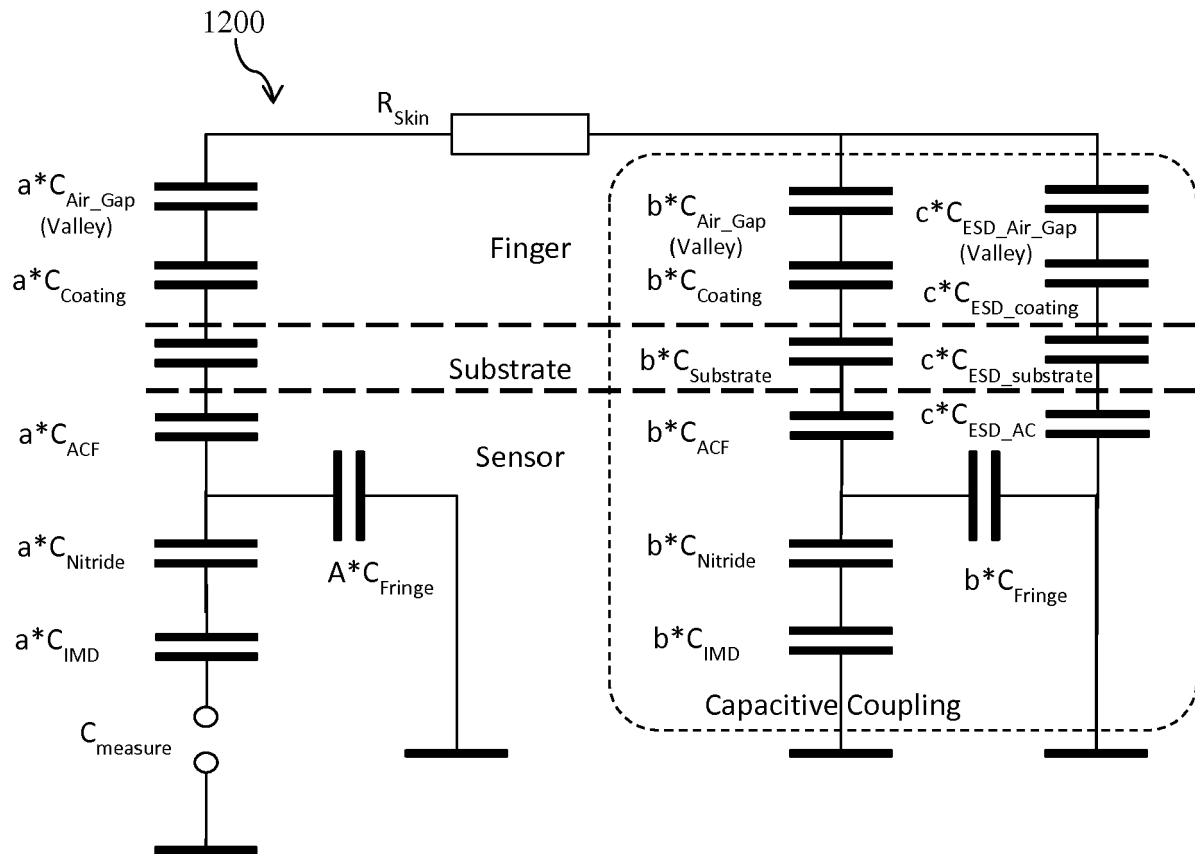 1200
R_Skin
a*C_Air_Gap
(Valley)
b*C_Air_Gap
(Valley)
c*C_ESD_Air_Gap
(Valley)
Finger
a*C_Coating
b*C_Coating
c*C_ESD_coating
Substrate
b*C_Substrate
c*C_ESD_substrate
a*C_ACF
b*C_ACF
c*C_ESD_AC
Sensor
a*C_Nitride
A*C_Fringe
b*C_Nitride
b*C_Fringe
a*C_IMD
b*C_IMD
Capacitive Coupling
C_measure